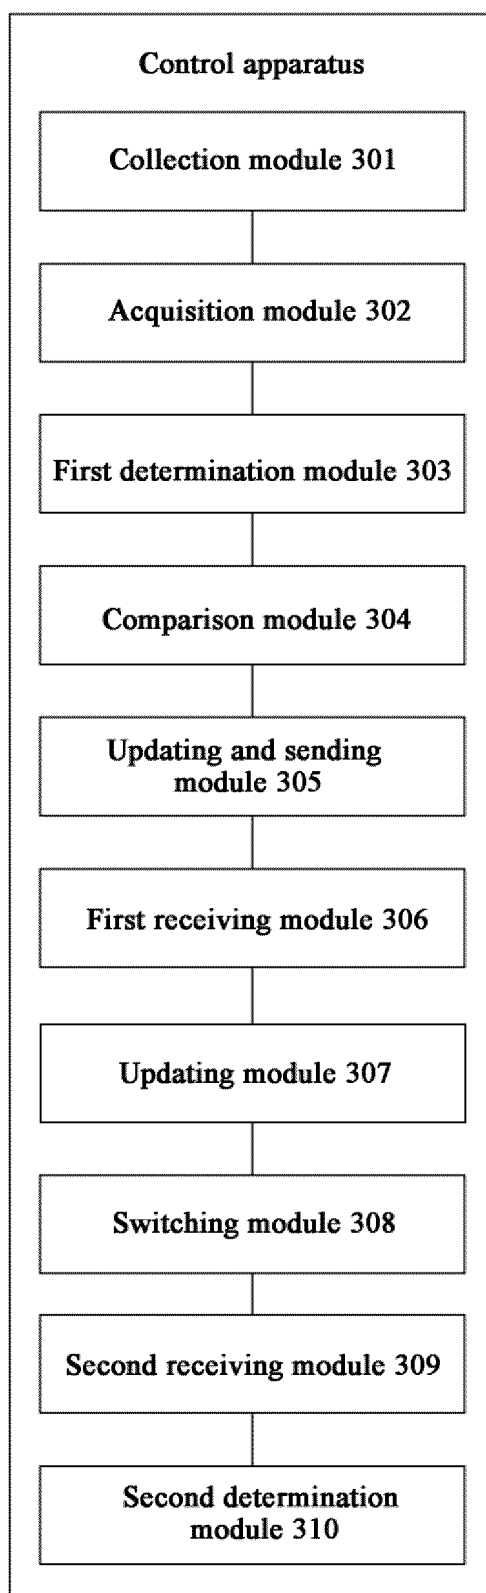 Control apparatus
Collection module 301
Acquisition module 302
First determination module 303
Comparison module 304
Updating and sending
module 305
First receiving module 306
Updating module 307
Switching module 308
Second receiving module 309
Second determination
module 310